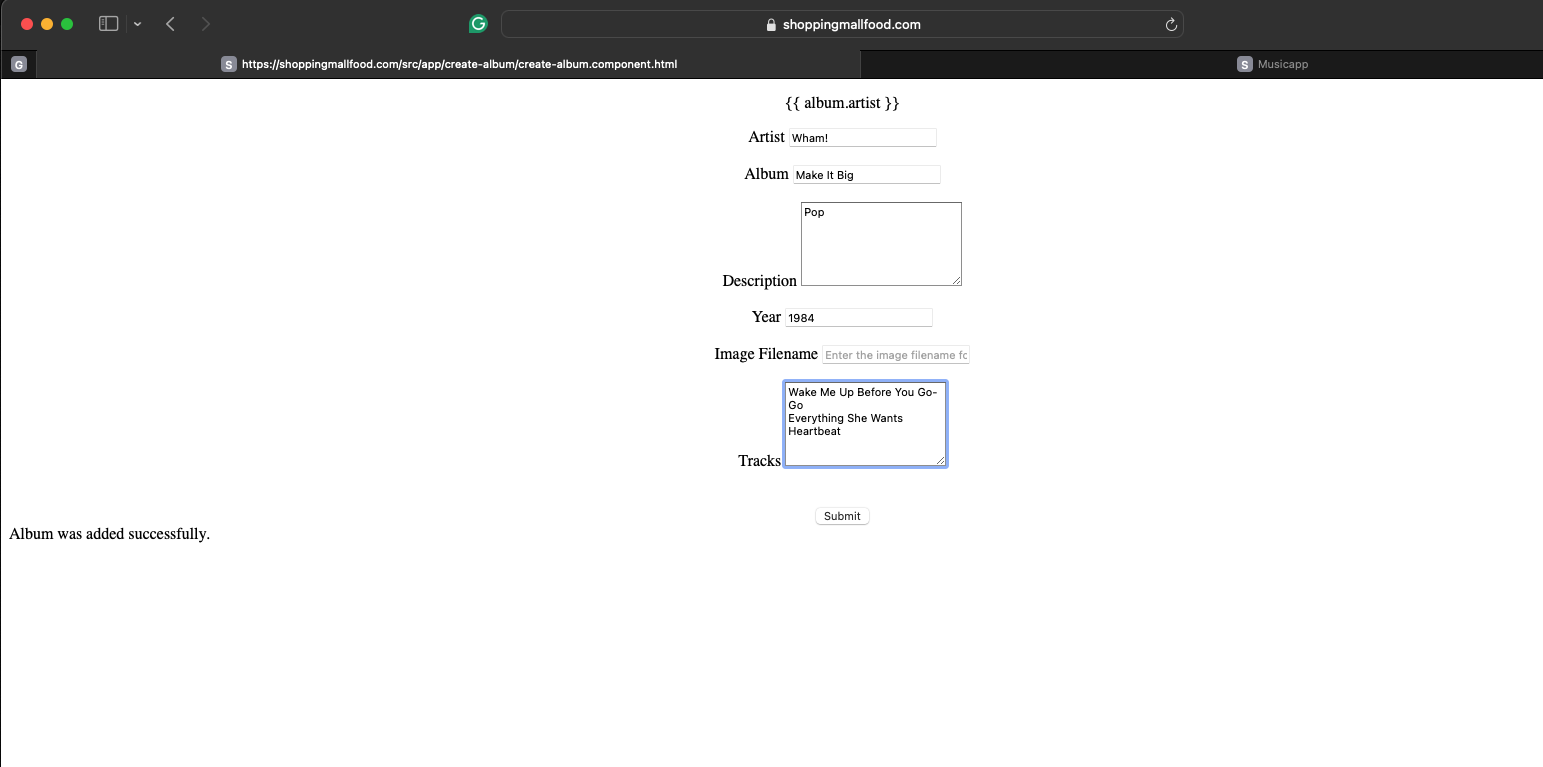 shoppingmallfood.com
G
S https://shoppingmallfood.com/src/app/create-album/create-album.component.html
S Musicapp
{{ album.artist }}
Artist Wham!
Album Make It Big
Pop
Description
Year 1984
Image Filename Enter the image filename fo
Wake Me Up Before You Go-
Go
Everything She Wants
Heartbeat
Tracks
Submit
Album was added successfully.